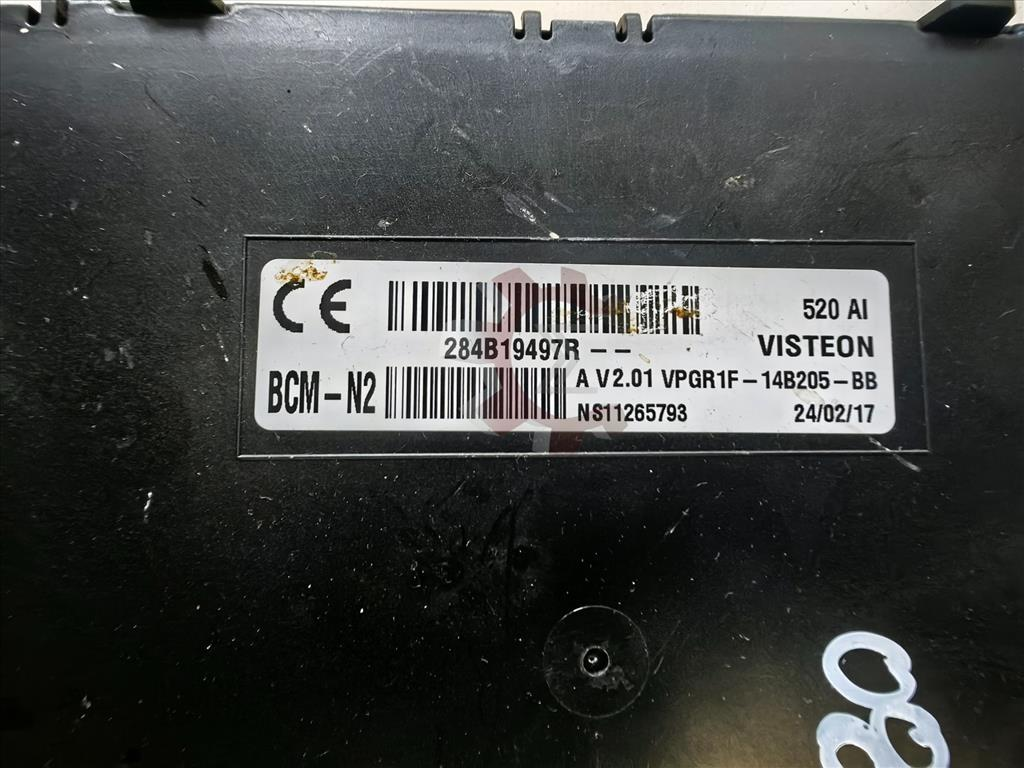 CE
520 AI
284B19497R – –
VISTEON
BCM – N2
A V2.01 VPGR1F – 14B205 – BB
NS11265793
24/02/17